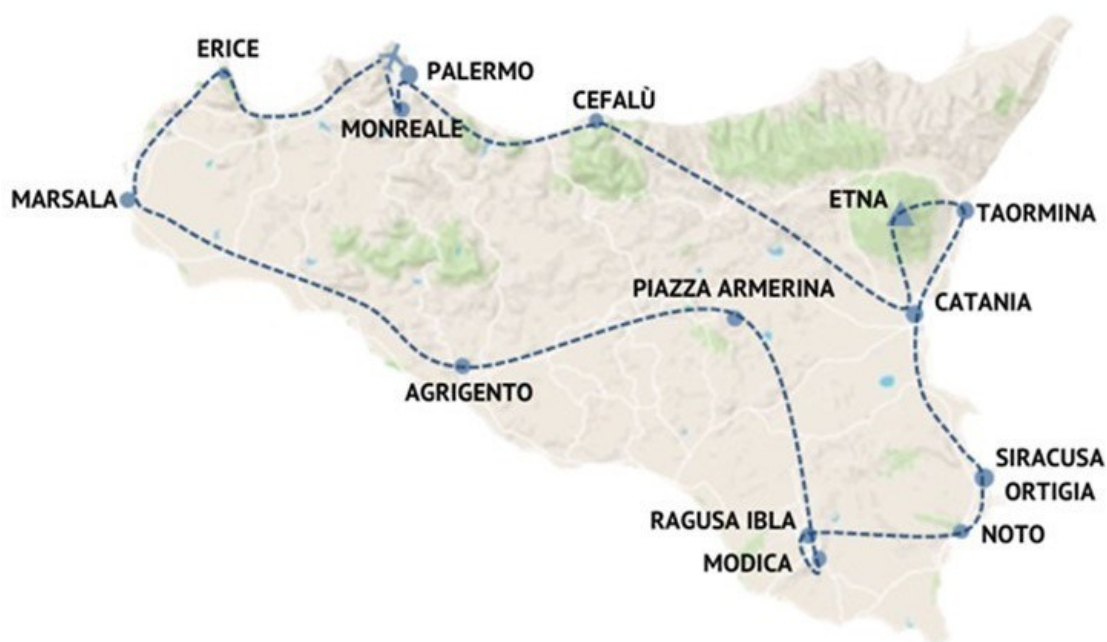 ERICE
PALERMO
CEFALÙ
MONREALE
MARSALA
ETNA
TAORMINA
PIAZZA ARMERINA
CATANIA
AGRIGENTO
SIRACUSA
ORTIGIA
RAGUSA IBLA
NOTO
MODICA